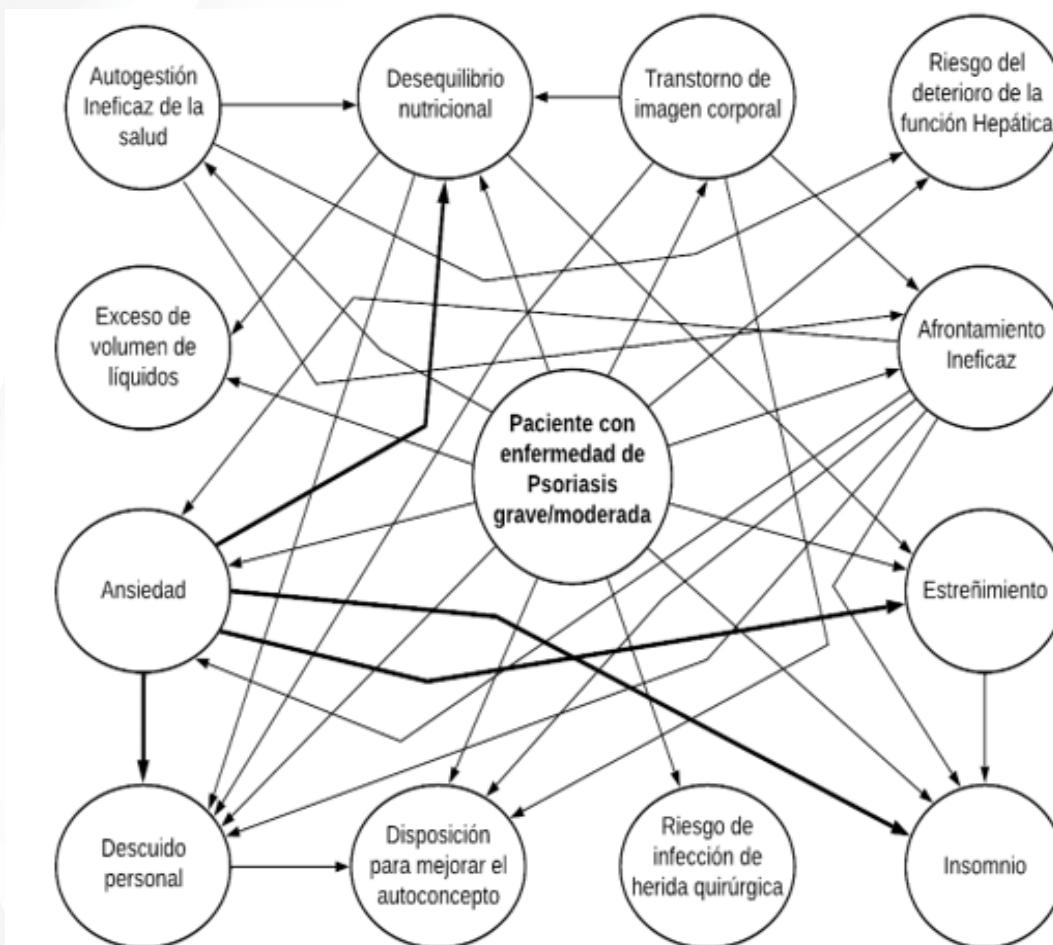 Autogestión
Ineficaz de la
salud
Desequilibrio
nutricional
Transtorno de
imagen corporal
Riesgo del
deterioro de la
función Hepática
Exceso de
volumen de
líquidos
Afrontamiento
Ineficaz
Paciente con
enfermedad de
Psoriasis
grave/moderada
Ansiedad
Estreñimiento
Descuido
personal
Disposición
para mejorar el
autoconcepto
Riesgo de
infección de
herida quirúrgica
Insomnio